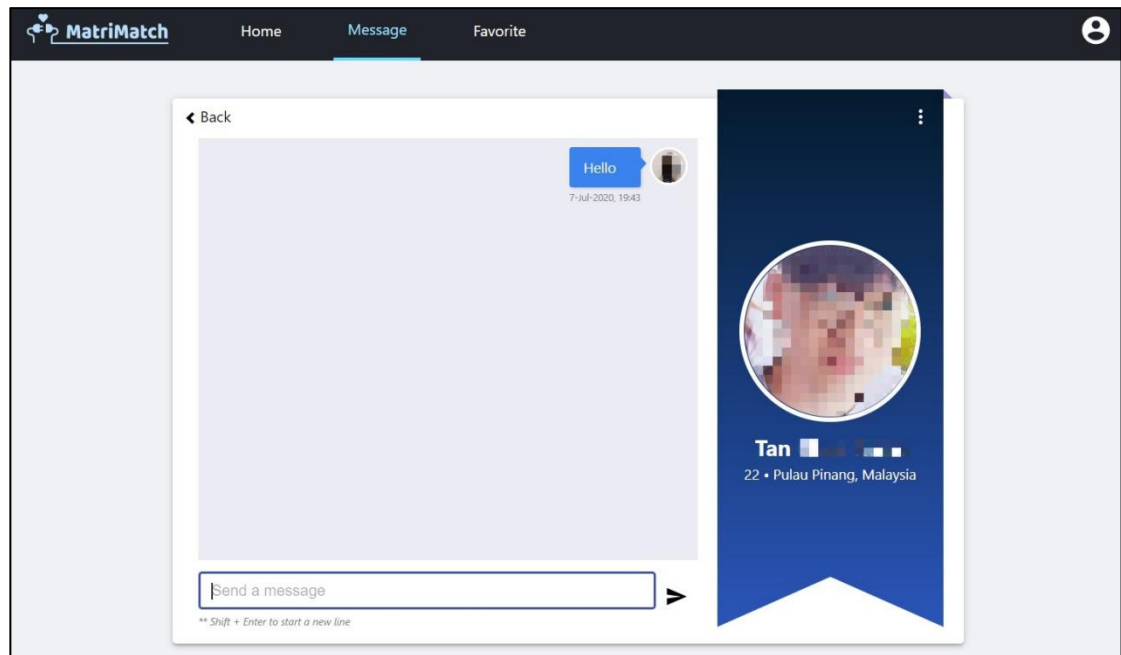 MatriMatch Home Message Favorite
Back
Hello
7-Jul-2020, 19:43
Tan
22 • Pulau Pinang, Malaysia
Send a message
** Shift + Enter to start a new line